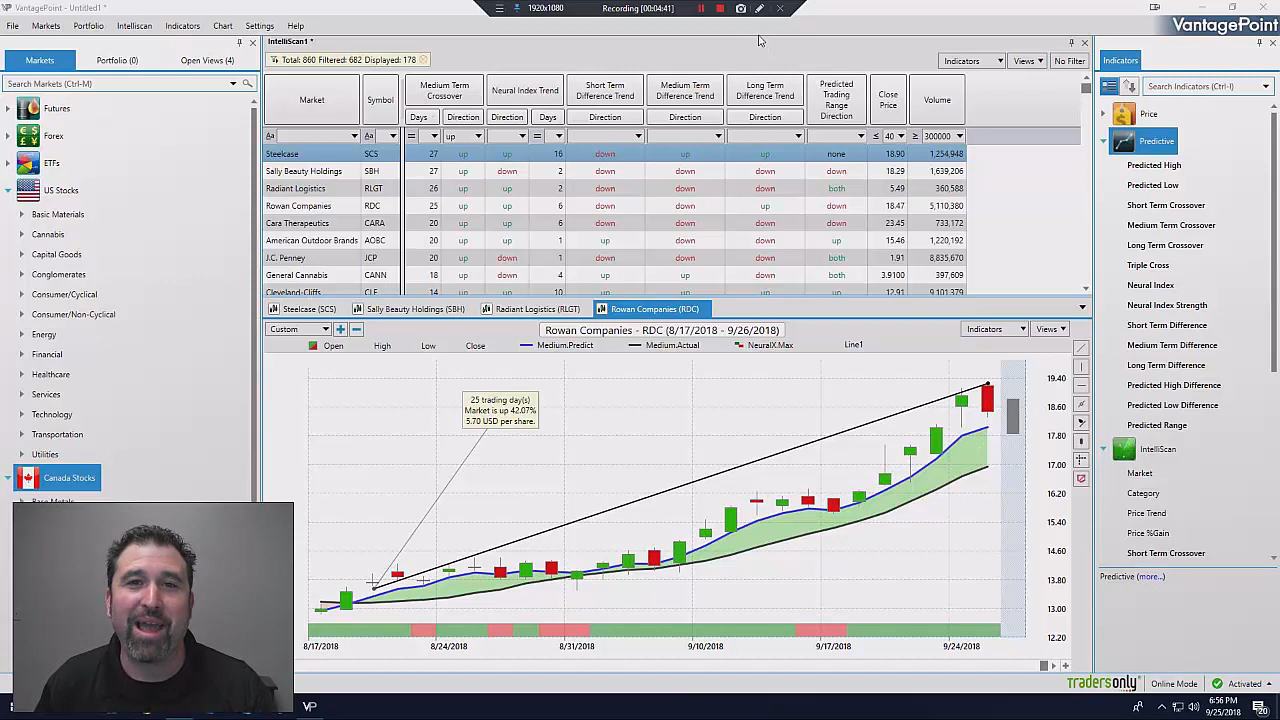 VantagePoint - Untitled1 *
1920x1080
Recording [00:04:41]
File Markets Portfolio Intelliscan Indicators Chart Settings Help
VantagePoint
Markets Portfolio (0) Open Views (4)
Search Markets (Ctrl-M)
Futures
Forex
ETFs
US Stocks
Basic Materials
Cannabis
Capital Goods
Conglomerates
Consumer/Cyclical
Consumer/Non-Cyclical
Energy
Financial
Healthcare
Services
Technology
Transportation
Utilities
Canada Stocks
IntelliScan1 *
Total: 860 Filtered: 682 Displayed: 178
Indicators Views No Filter
Market Symbol Medium Term Crossover Neural Index Trend Short Term Difference Trend Medium Term Difference Trend Long Term Difference Trend Predicted Trading Range Direction Close Price Volume
Days Direction Direction Days Direction Direction Direction
Aa Aa = up = ≤ 40 ≥ 300000
Steelcase SCS 27 up up 16 down up up none 18.90 1,254,948
Sally Beauty Holdings SBH 27 up down 2 down down down down 18.29 1,639,206
Radiant Logistics RLGT 26 up up 2 down down down both 5.49 360,588
Rowan Companies RDC 25 up up 6 down down up down 18.47 5,110,380
Cara Therapeutics CARA 20 up down 6 down down down down 23.45 733,172
American Outdoor Brands AOBC 20 up up 1 up down down up 15.46 1,220,192
J.C. Penney JCP 20 up down 1 down down down both 1.91 8,835,670
General Cannabis CANN 18 up down 4 up up down both 3.9100 397,609
Cleveland-Cliffs CLF 14 up down 10 down down down up 12.91 9,101,379
Steelcase (SCS) Sally Beauty Holdings (SBH) Radiant Logistics (RLGT) Rowan Companies (RDC)
Custom
Rowan Companies - RDC (8/17/2018 - 9/26/2018)
Indicators Views
Open High Low Close Medium.Predict Medium.Actual NeuralX.Max Line1
25 trading day(s)
Market is up 42.07%
5.70 USD per share.
19.40
18.60
17.80
17.00
16.20
15.40
14.60
13.80
13.00
12.20
8/17/2018 8/24/2018 8/31/2018 9/10/2018 9/17/2018 9/24/2018
Indicators
Search Indicators (Ctrl-I)
Price
Predictive
Predicted High
Predicted Low
Short Term Crossover
Medium Term Crossover
Long Term Crossover
Triple Cross
Neural Index
Neural Index Strength
Short Term Difference
Medium Term Difference
Long Term Difference
Predicted High Difference
Predicted Low Difference
Predicted Range
IntelliScan
Market
Category
Price Trend
Price %Gain
Short Term Crossover
Predictive (more...)
tradersonly Online Mode Activated
VP
6:56 PM
9/25/2018
20